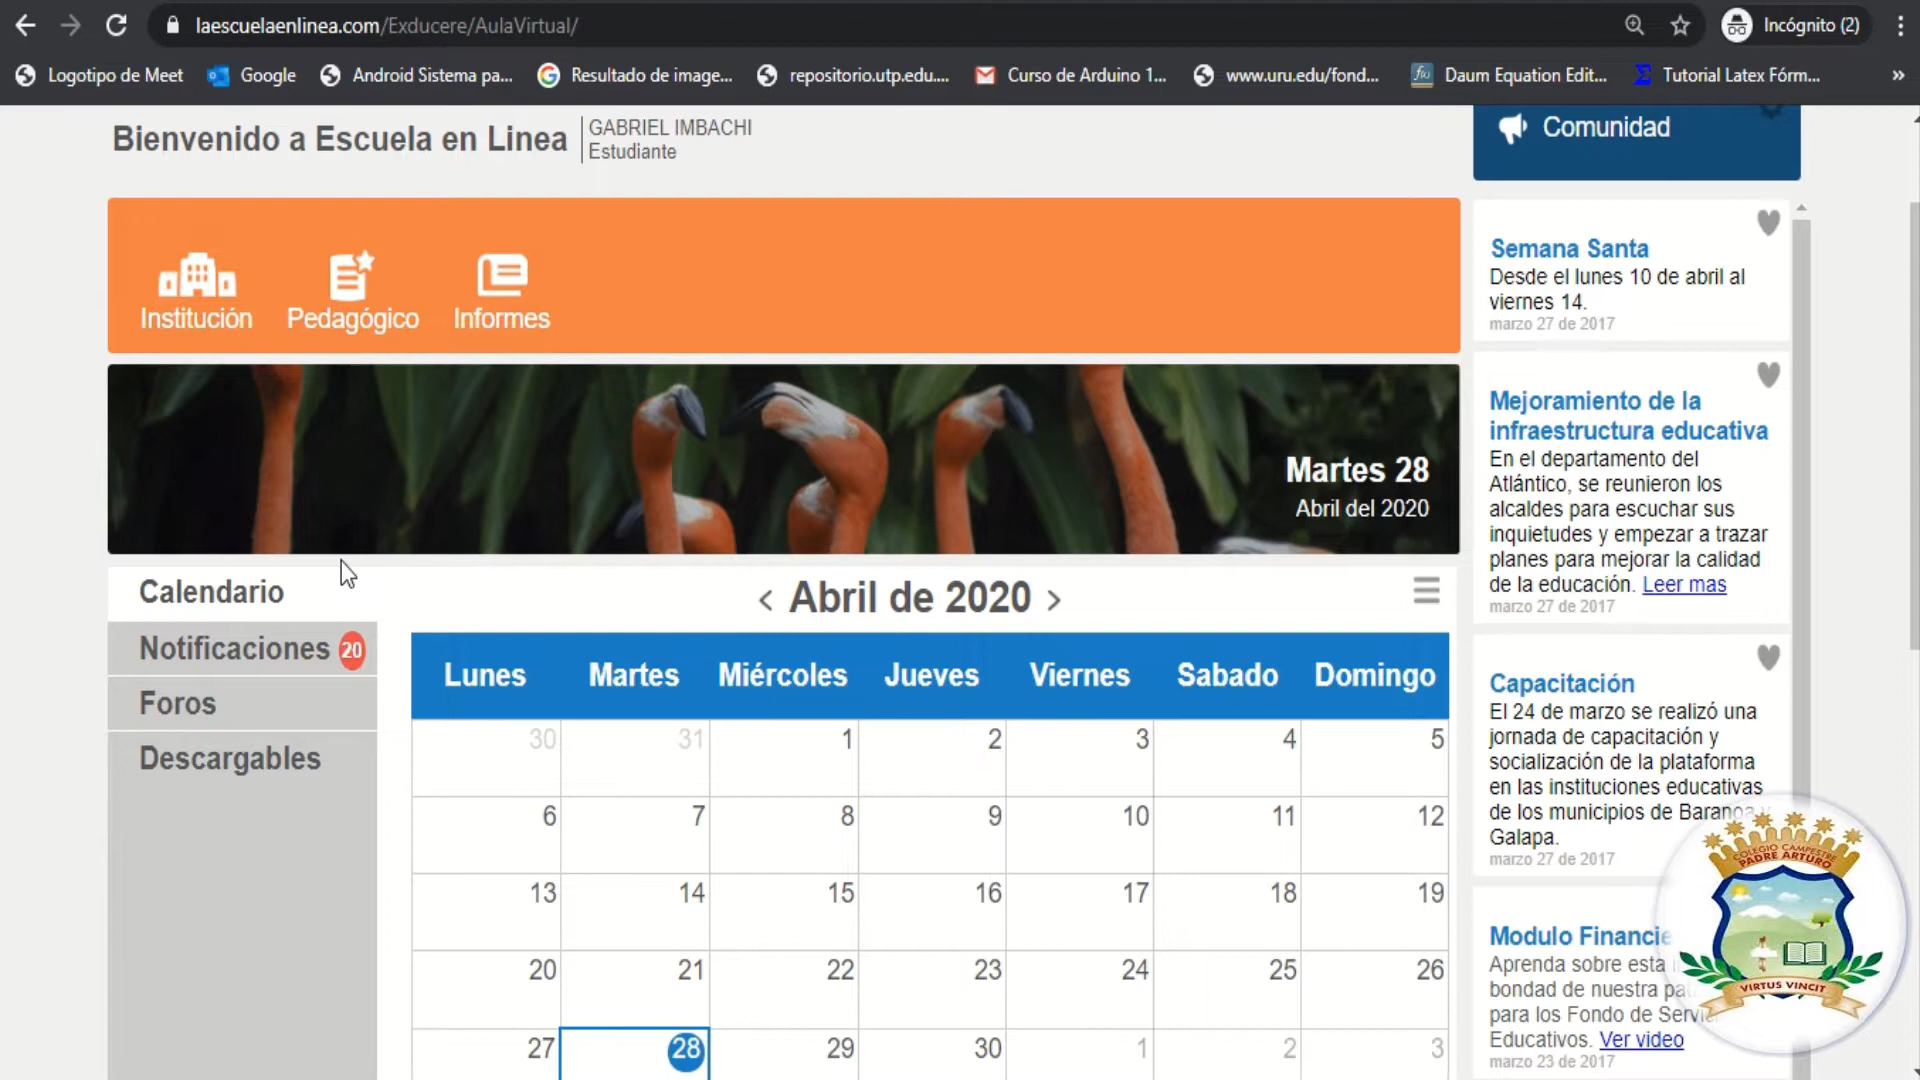 laescuelaenlinea.com/Exducere/AulaVirtual/
Incógnito (2)
Logotipo de Meet
Google
Android Sistema pa...
Resultado de image...
repositorio.utp.edu....
Curso de Arduino 1...
www.uru.edu/fond...
Daum Equation Edit...
Tutorial Latex Fórm...
»
Bienvenido a Escuela en Linea
GABRIEL IMBACHI
Estudiante
Comunidad
Institución
Pedagógico
Informes
Martes 28
Abril del 2020
Calendario
Notificaciones 20
Foros
Descargables
< Abril de 2020 >
Lunes Martes Miércoles Jueves Viernes Sabado Domingo
30 31 1 2 3 4 5
6 7 8 9 10 11 12
13 14 15 16 17 18 19
20 21 22 23 24 25 26
27 28 29 30 1 2 3
Semana Santa
Desde el lunes 10 de abril al
viernes 14.
marzo 27 de 2017
Mejoramiento de la
infraestructura educativa
En el departamento del
Atlántico, se reunieron los
alcaldes para escuchar sus
inquietudes y empezar a trazar
planes para mejorar la calidad
de la educación. Leer mas
marzo 27 de 2017
Capacitación
El 24 de marzo se realizó una
jornada de capacitación y
socialización de la plataforma
en las instituciones educativas
de los municipios de Baranoa y
Galapa.
marzo 27 de 2017
Modulo Financie
Aprenda sobre esta
bondad de nuestra
para los Fondo de
Educativos. Ver video
marzo 23 de 2017
COLEGIO CAMPESTRE
PADRE ARTURO
VIRTUS VINCIT